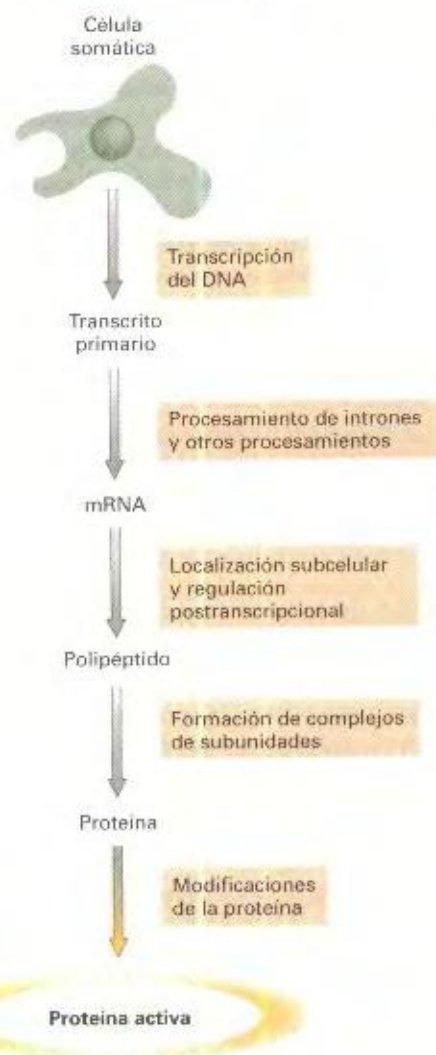 Célula
somática
Transcripción
del DNA
Transcrito
primario
Procesamiento de intrones
y otros procesamientos
mRNA
Localización subcelular
y regulación
postranscripcional
Polipéptido
Formación de complejos
de subunidades
Proteína
Modificaciones
de la proteína
Proteína activa